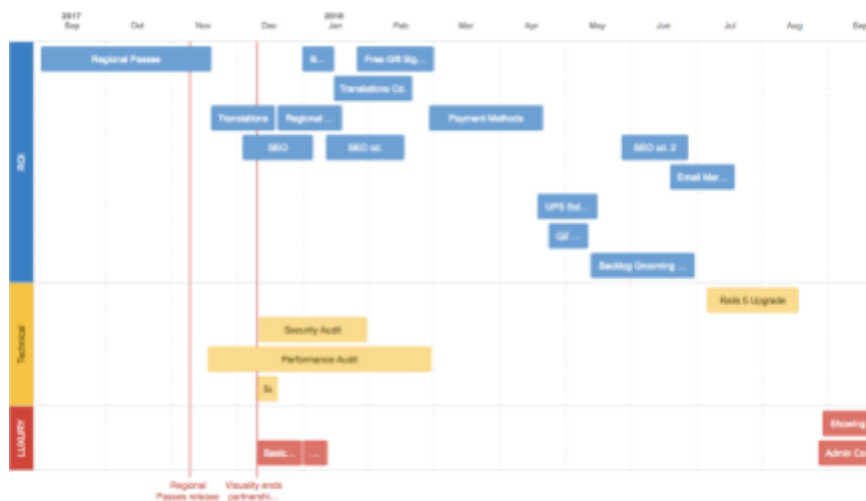 2017
2018
Sep
Oct
Nov
Dec
Jan
Feb
Mar
Apr
May
Jun
Jul
Aug
Sep
ROI
Regional Passes
Free Gift Sig...
Translations Cd.
Translations
Regional ...
Payment Methods
SEO
SEO cd.
SEO cd. 2
Email Mar...
UPS
Backlog Grooming ...
Technical
Rails 5 Upgrade
Security Audit
Performance Audit
LUXURY
Showing
Basic...
...
Admin Co
Regional
Passes release
Visuality ends
partnershi...